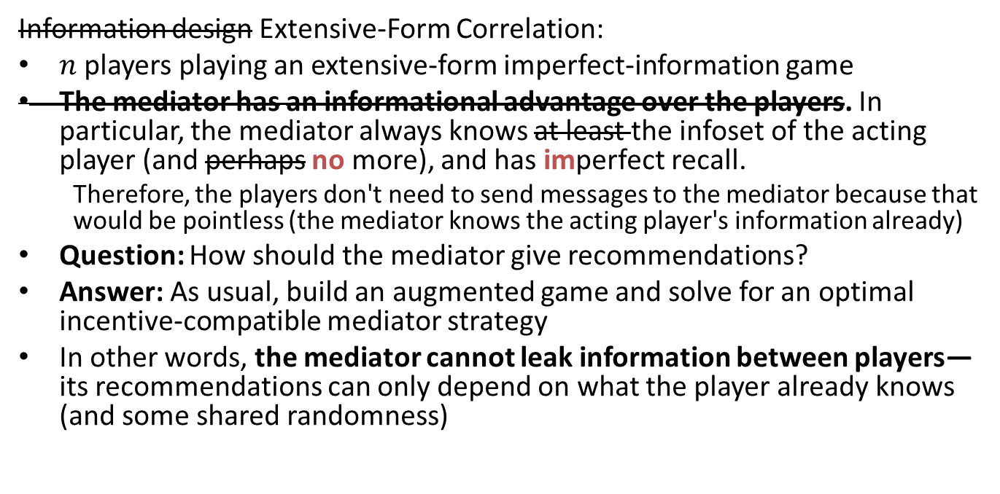 Information design Extensive-Form Correlation:
• n players playing an extensive-form imperfect-information game
• The mediator has an informational advantage over the players. In
particular, the mediator always knows at least the infoset of the acting
player (and perhaps no more), and has imperfect recall.
Therefore, the players don't need to send messages to the mediator because that
would be pointless (the mediator knows the acting player's information already)
• Question: How should the mediator give recommendations?
• Answer: As usual, build an augmented game and solve for an optimal
incentive-compatible mediator strategy
• In other words, the mediator cannot leak information between players—
its recommendations can only depend on what the player already knows
(and some shared randomness)